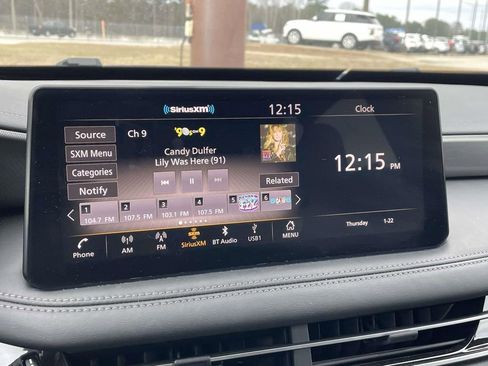 SiriusXM 12:15 Clock
Source Ch 9 '90s on 9
SXM Menu Candy Dulfer
Lily Was Here (91)
Categories
12:15 PM
Notify Related
1 2 3 4 5 6
104.7 FM 107.5 FM 103.1 FM 107.5 FM
Thursday 1-22
Phone AM FM SiriusXM BT Audio USB1 MENU